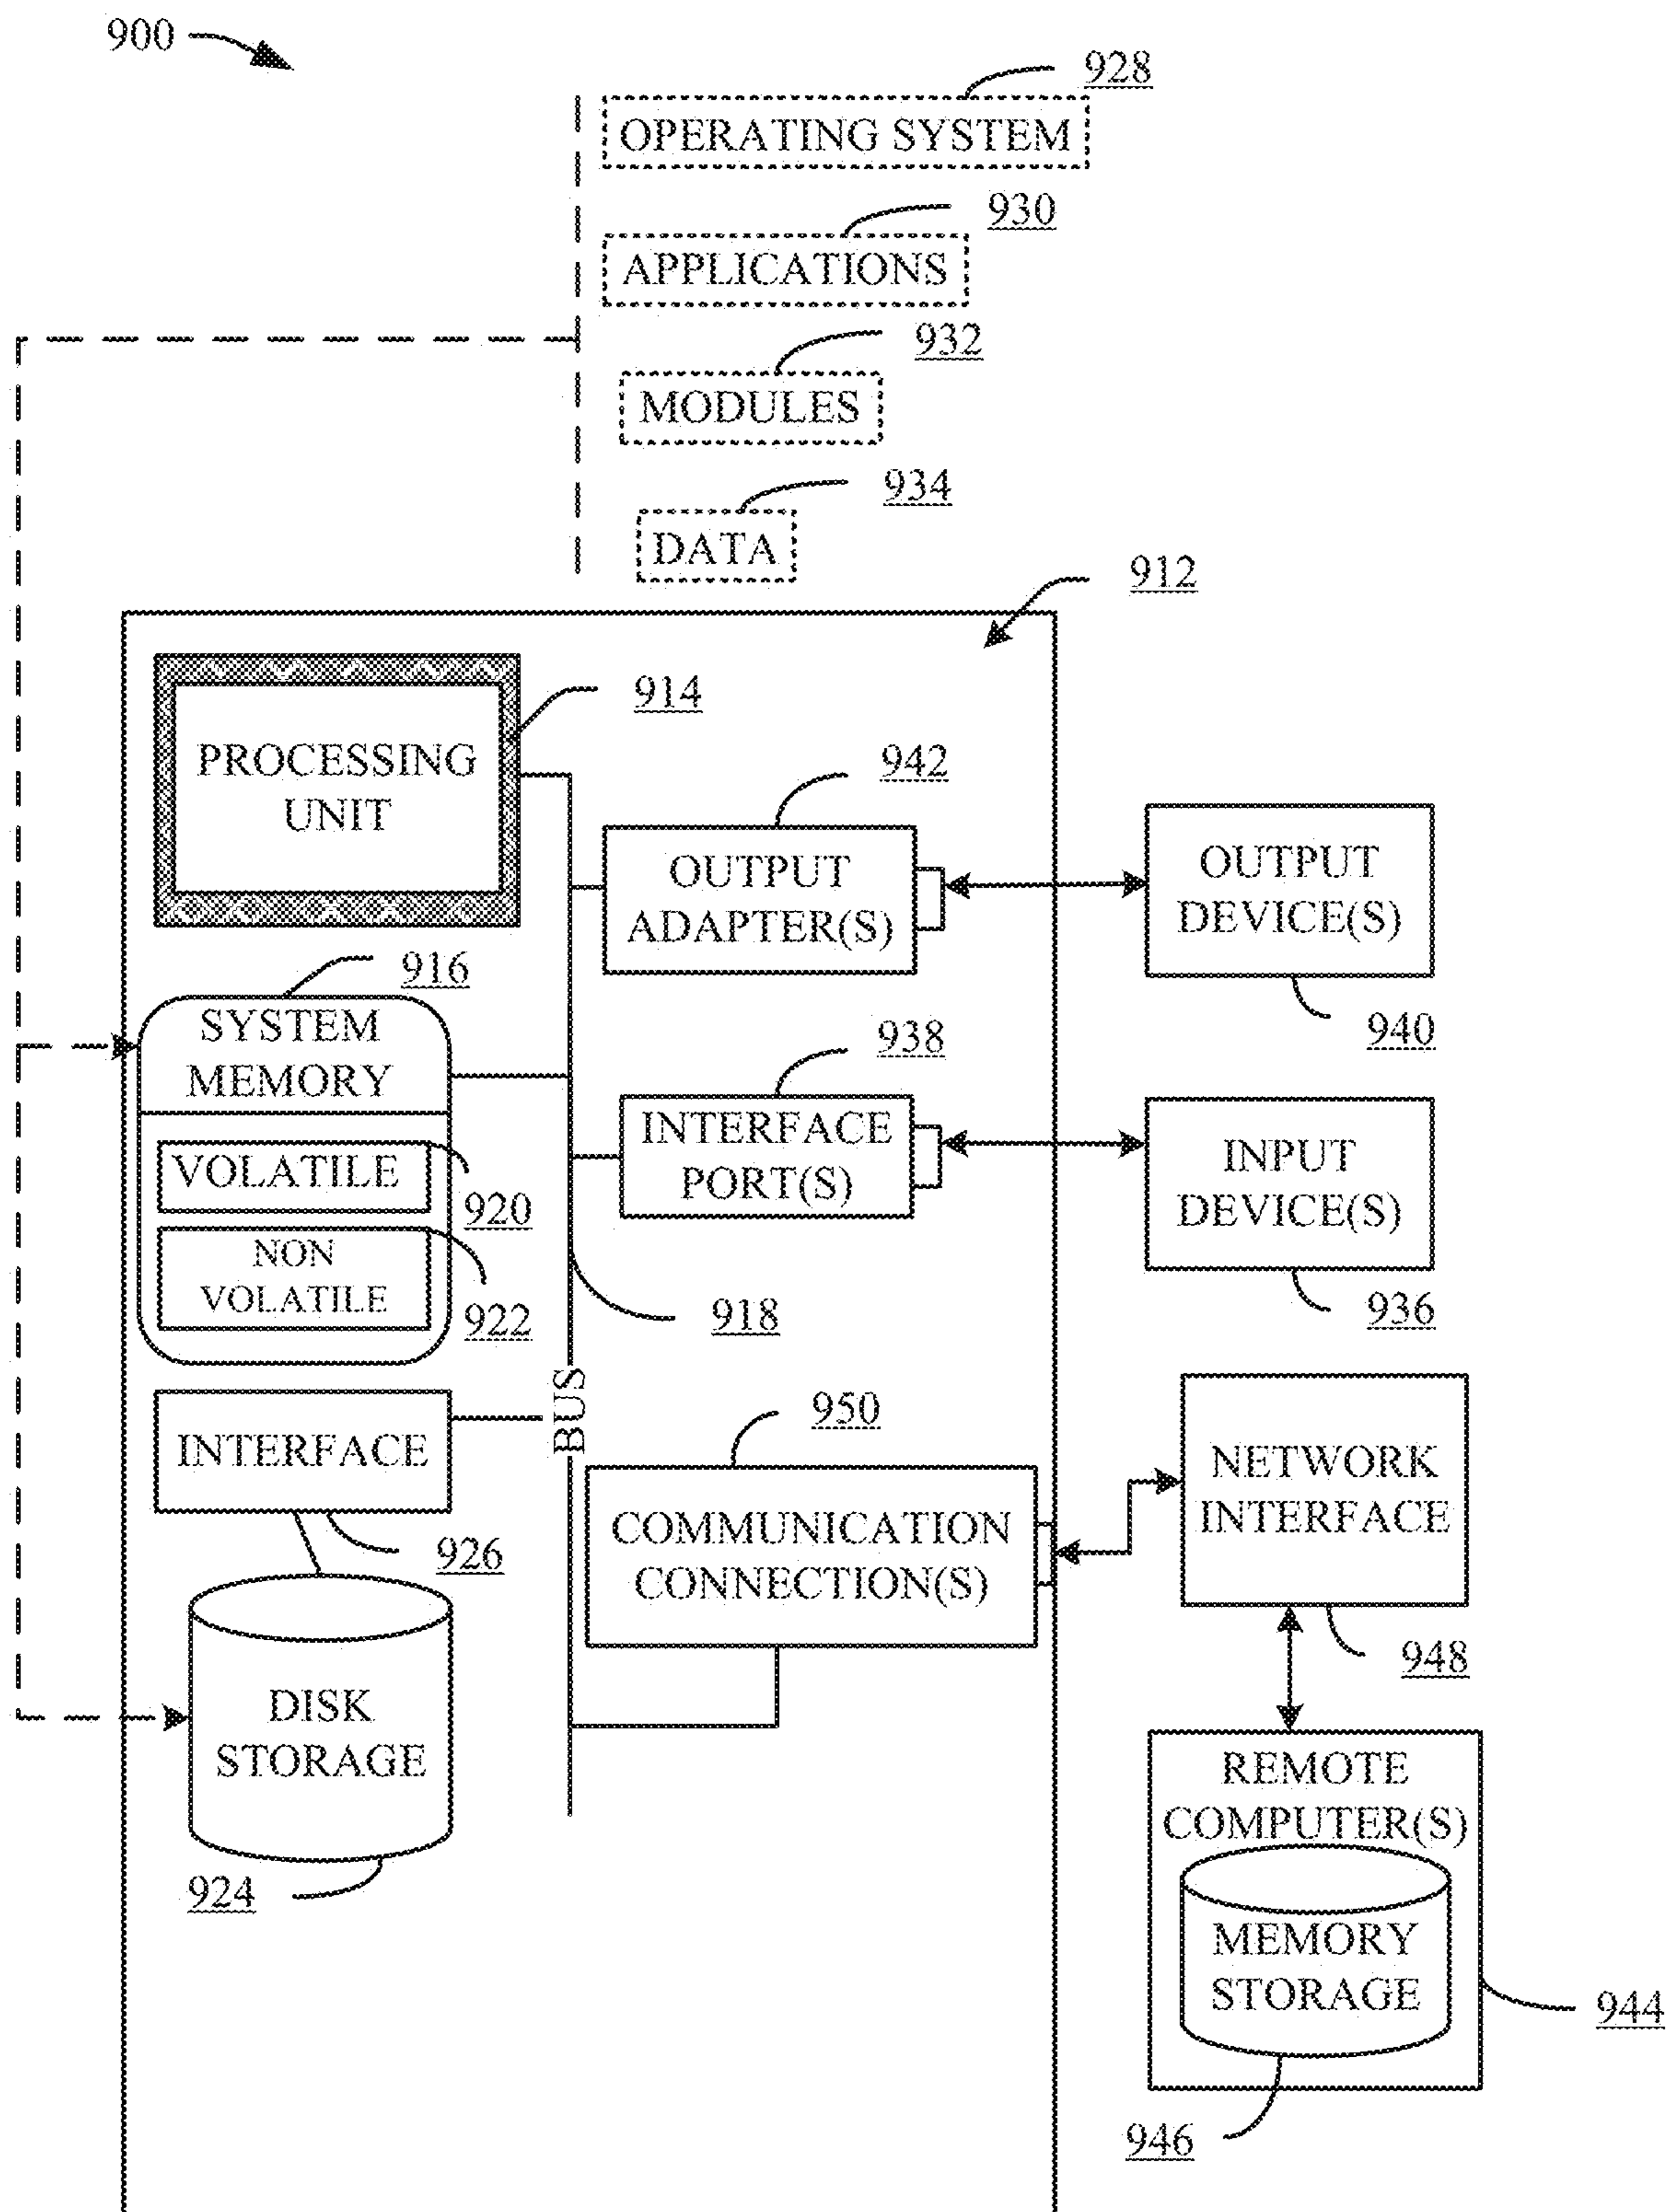 900
928
OPERATING SYSTEM
930
APPLICATIONS
932
MODULES
934
DATA
912
914
PROCESSING
UNIT
942
OUTPUT
ADAPTER(S)
OUTPUT
DEVICE(S)
940
916
SYSTEM
MEMORY
VOLATILE
920
NON
VOLATILE
922
938
INTERFACE
PORT(S)
INPUT
DEVICE(S)
936
918
BUS
INTERFACE
926
950
COMMUNICATION
CONNECTION(S)
NETWORK
INTERFACE
948
DISK
STORAGE
924
REMOTE
COMPUTER(S)
MEMORY
STORAGE
944
946